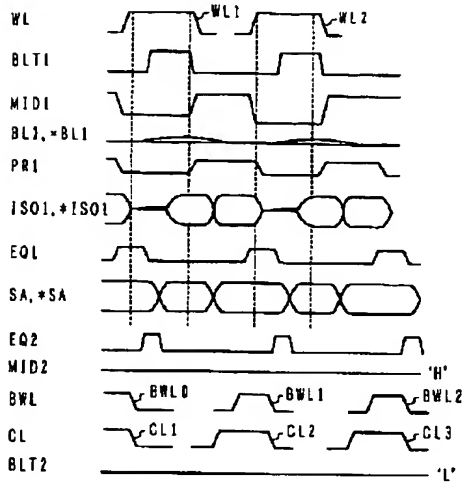 WL WL1 WL2
BLT1
MID1
BL1, *BL1
PR1
ISO1, *ISO1
EQ1
SA, *SA
EQ2
MID2 'H'
BWL BWL0 BWL1 BWL2
CL CL1 CL2 CL3
BLT2 'L'